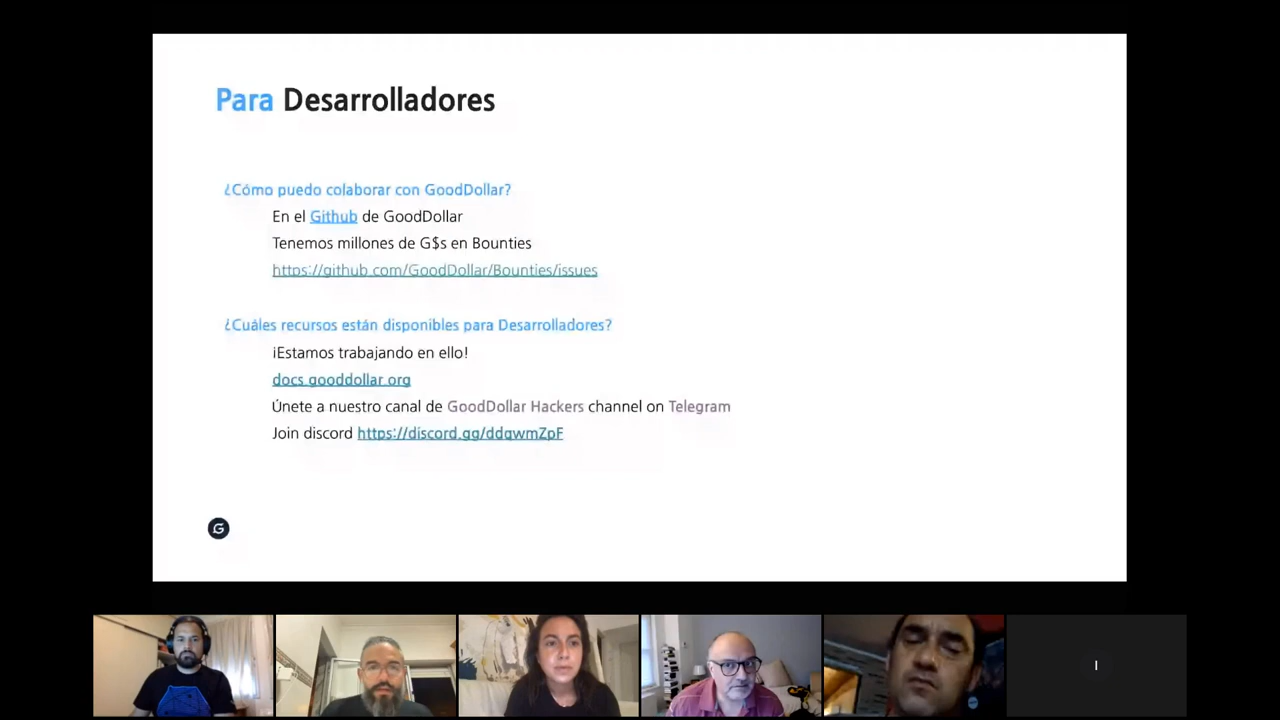 Para Desarrolladores
¿Cómo puedo colaborar con GoodDollar?
En el Github de GoodDollar
Tenemos millones de G$s en Bounties
https://github.com/GoodDollar/Bounties/issues
¿Cuáles recursos están disponibles para Desarrolladores?
¡Estamos trabajando en ello!
docs.gooddollar.org
Únete a nuestro canal de GoodDollar Hackers channel on Telegram
Join discord https://discord.gg/ddqwmZpF
I